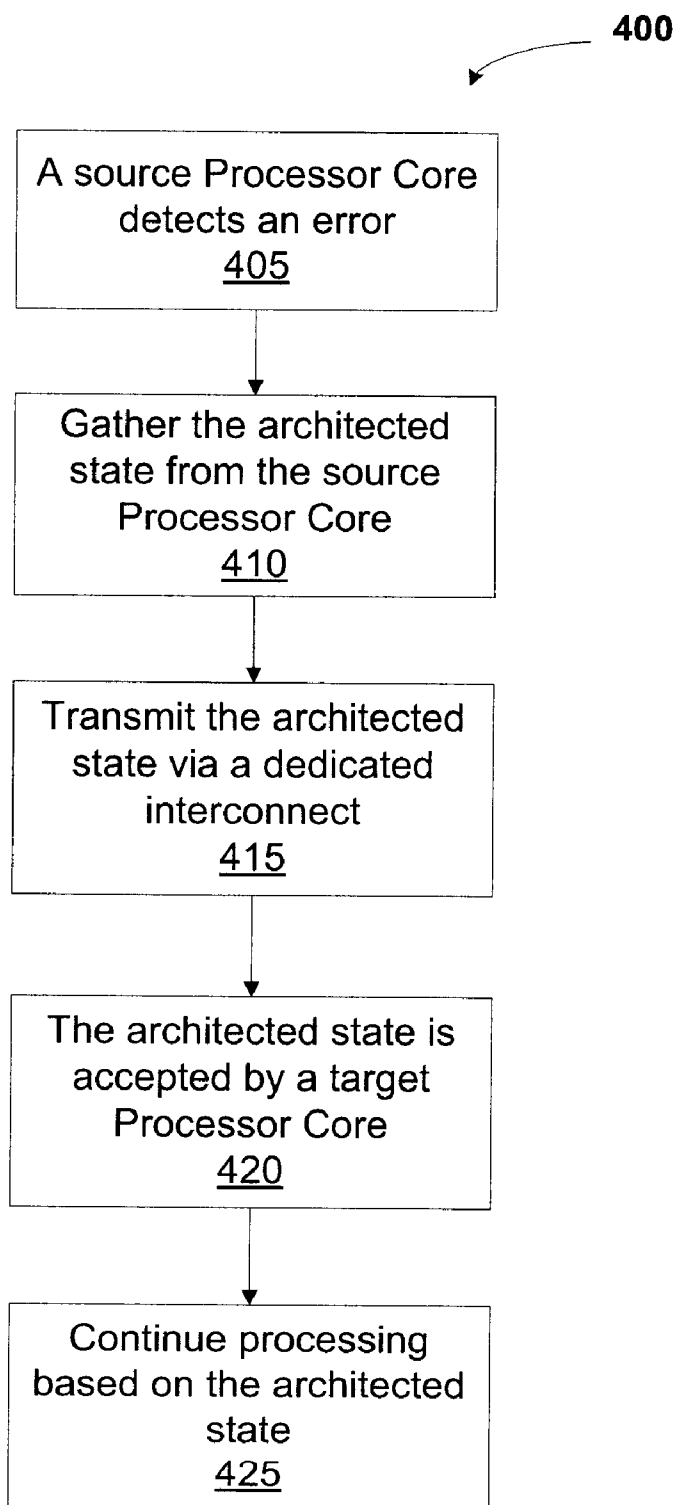 400
A source Processor Core
detects an error
405
Gather the architected
state from the source
Processor Core
410
Transmit the architected
state via a dedicated
interconnect
415
The architected state is
accepted by a target
Processor Core
420
Continue processing
based on the architected
state
425